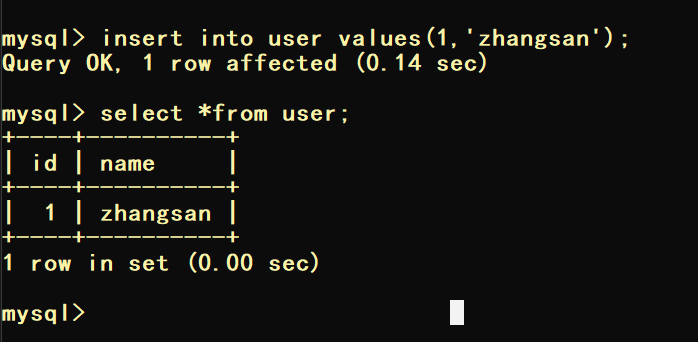 mysql> insert into user values(1,'zhangsan');
Query OK, 1 row affected (0.14 sec)
mysql> select *from user;
+----+----------+
| id | name     |
+----+----------+
|  1 | zhangsan |
+----+----------+
1 row in set (0.00 sec)
mysql>